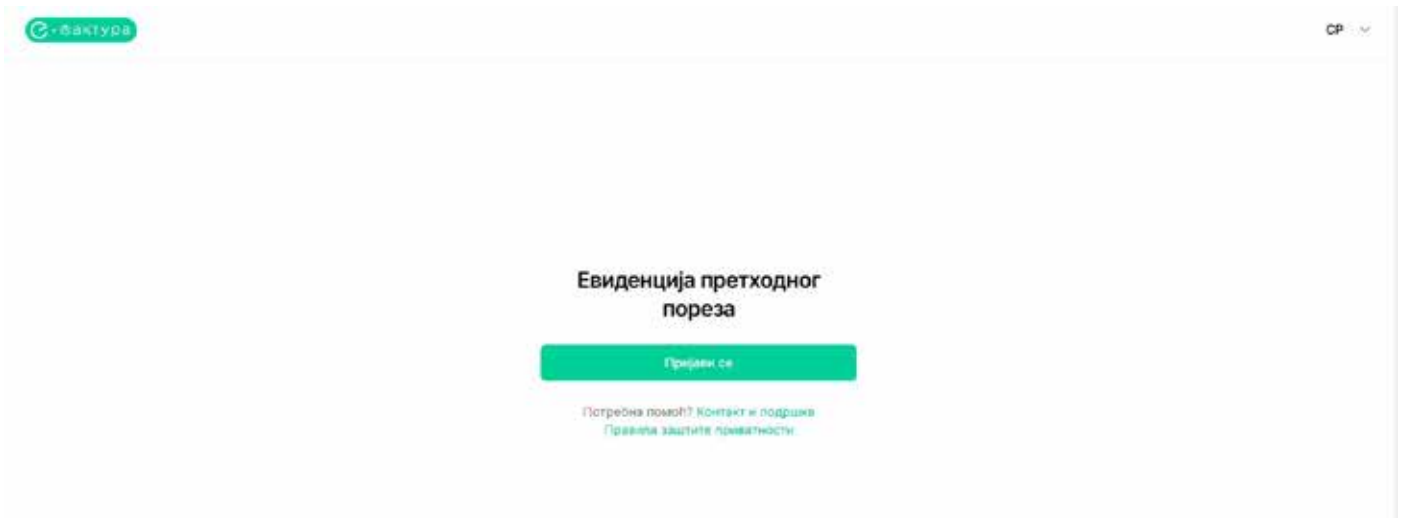 е-Фактура
СР
Евиденција претходног
пореза
Пријави се
Потребна помоћ? Контакт и подршка
Правила заштите приватности